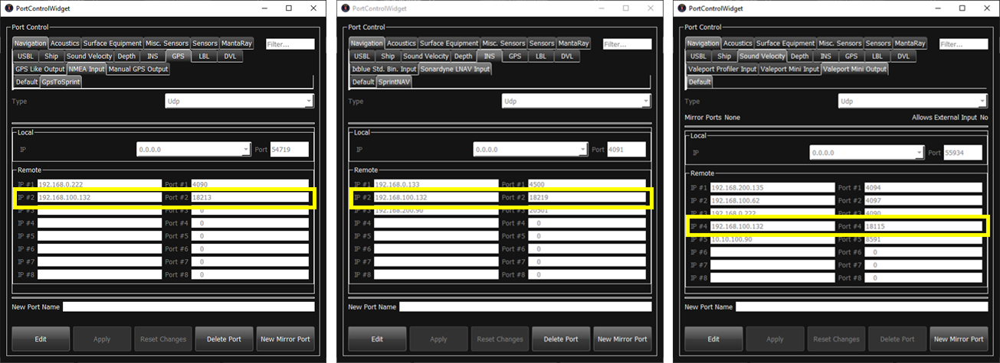 PortControlWidget
Port Control
Navigation Acoustics Surface Equipment Misc. Sensors Sensors MantaRay Filter...
USBL Ship Sound Velocity Depth INS GPS LBL DVL
GPS Like Output NMEA Input Manual GPS Output
Default GpsToSprint
Type Udp
Local
IP 0.0.0.0 Port 54719
Remote
IP #1 192.168.0.222 Port #1 4090
IP #2 192.168.100.132 Port #2 18213
IP #3 Port #3 0
IP #4 Port #4 0
IP #5 Port #5 0
IP #6 Port #6 0
IP #7 Port #7 0
IP #8 Port #8 0
New Port Name
Edit Apply Reset Changes Delete Port New Mirror Port
PortControlWidget
Port Control
Navigation Acoustics Surface Equipment Misc. Sensors Sensors MantaRay Filter...
USBL Ship Sound Velocity Depth INS GPS LBL DVL
Ixblue Std. Bin. Input Sonardyne LNAV Input
Default SprintNAV
Type Udp
Local
IP 0.0.0.0 Port 4091
Remote
IP #1 192.168.0.133 Port #1 4500
IP #2 192.168.100.132 Port #2 18219
IP #3 192.168.200.90 Port #3 20501
IP #4 Port #4 0
IP #5 Port #5 0
IP #6 Port #6 0
IP #7 Port #7 0
IP #8 Port #8 0
New Port Name
Edit Apply Reset Changes Delete Port New Mirror Port
PortControlWidget
Port Control
Navigation Acoustics Surface Equipment Misc. Sensors Sensors MantaRay Filter...
USBL Ship Sound Velocity Depth INS GPS LBL DVL
Valeport Profiler Input Valeport Mini Input Valeport Mini Output
Default
Type Udp
Mirror Ports None Allows External Input No
Local
IP 0.0.0.0 Port 55934
Remote
IP #1 192.168.200.135 Port #1 4094
IP #2 192.168.100.62 Port #2 4097
IP #3 192.168.0.222 Port #3 4090
IP #4 192.168.100.132 Port #4 18115
IP #5 10.10.100.90 Port #5 8591
IP #6 Port #6 0
IP #7 Port #7 0
IP #8 Port #8 0
New Port Name
Edit Apply Reset Changes Delete Port New Mirror Port